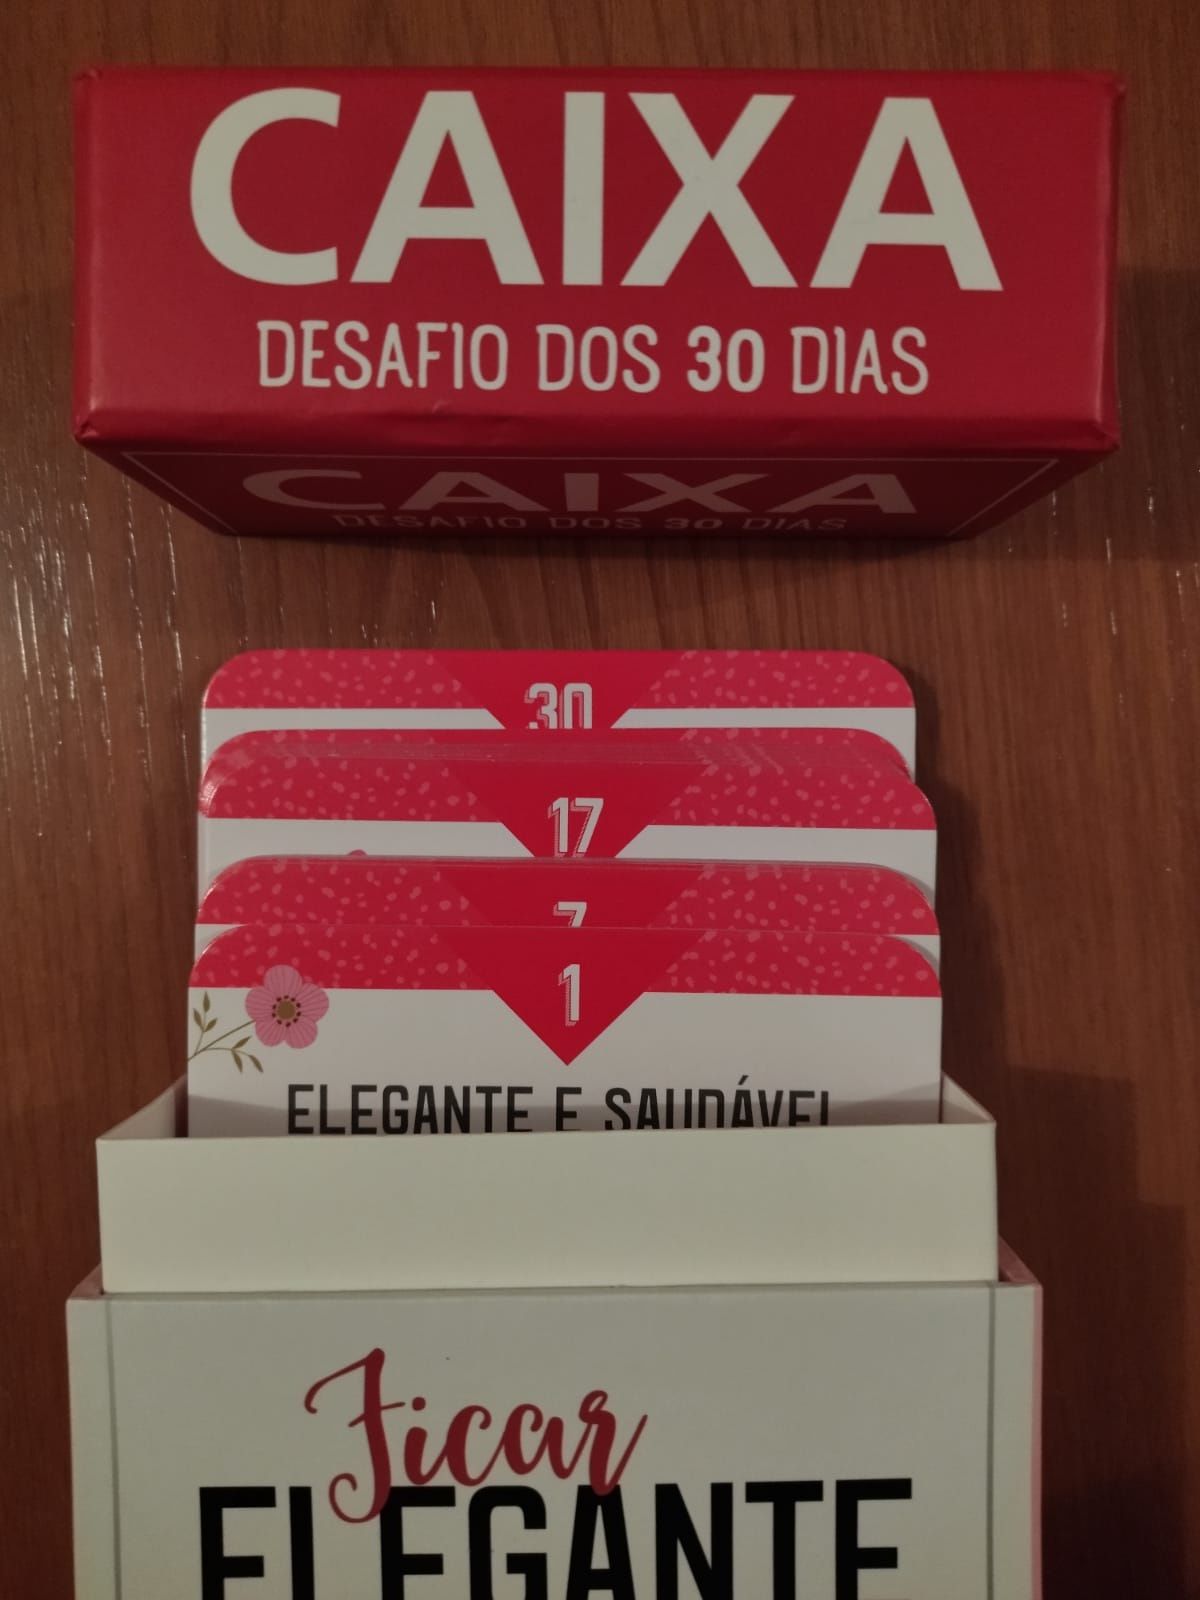 CAIXA
DESAFIO DOS 30 DIAS
CAIXA
DESAFIO DOS 30 DIAS
30
17
7
1
ELEGANTE E SAUDÁVEL
Ficar
ELEGANTE